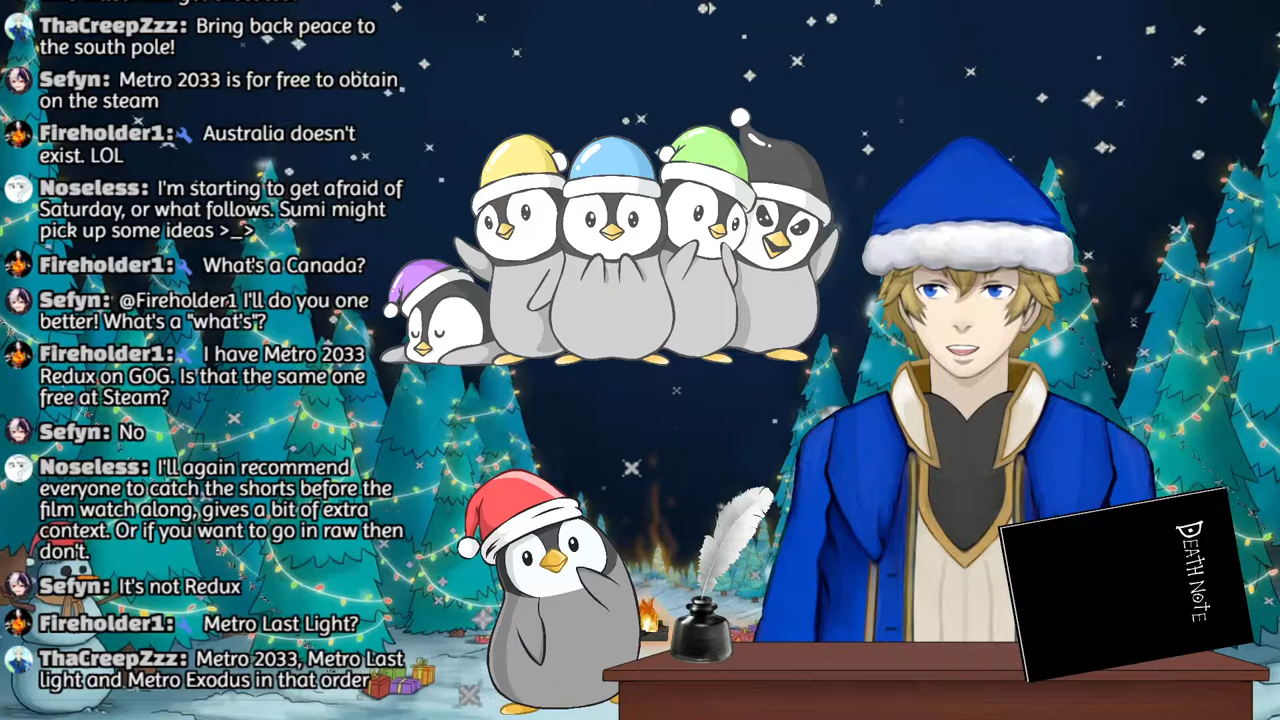 ThaCreepZzz: Bring back peace to
the south pole!
Sefyn: Metro 2033 is for free to obtain
on the steam
Fireholder1: Australia doesn't
exist. LOL
Noseless: I'm starting to get afraid of
Saturday, or what follows. Sumi might
pick up some ideas >_>
Fireholder1: What's a Canada?
Sefyn: @Fireholder1 I'll do you one
better! What's a "what's"?
Fireholder1: I have Metro 2033
Redux on GOG. Is that the same one
free at Steam?
Sefyn: No
Noseless: I'll again recommend
everyone to catch the shorts before the
film watch along, gives a bit of extra
context. Or if you want to go in raw then
don't.
Sefyn: It's not Redux
Fireholder1: Metro Last Light?
ThaCreepZzz: Metro 2033, Metro Last
light and Metro Exodus in that order
DEATH NOTE